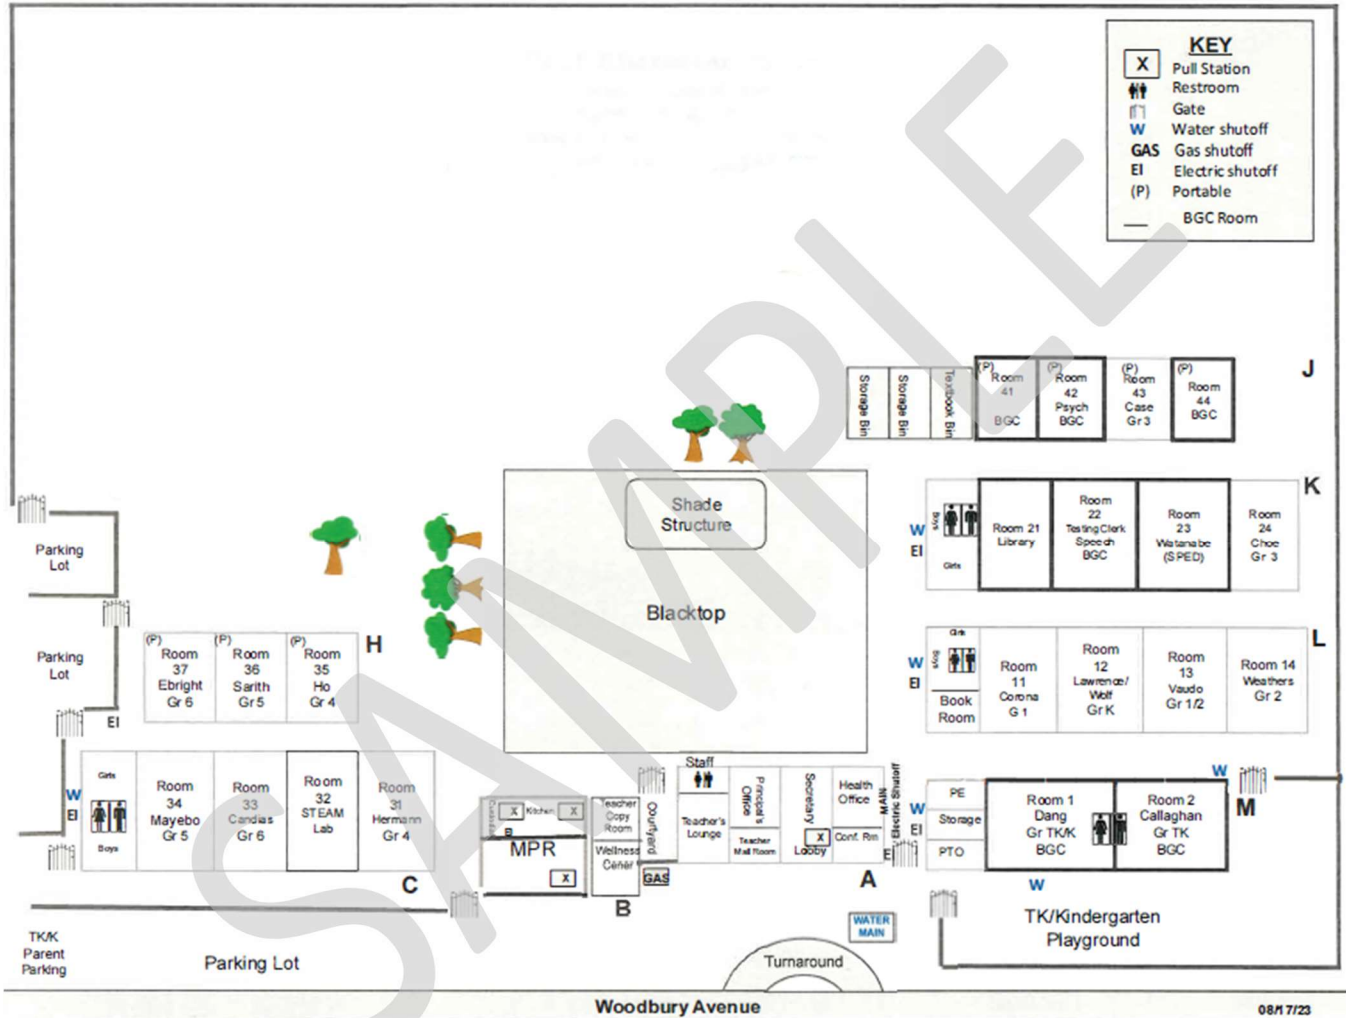 KEY
X Pull Station
Restroom
Gate
W Water shutoff
GAS Gas shutoff
EI Electric shutoff
(P) Portable
BGC Room
SAMPLE
J
Storage Bin
Storage Bin
Textbook Bin
(P)
Room
41
BGC
(P)
Room
42
Psych
BGC
(P)
Room
43
Case
Gr 3
(P)
Room
44
BGC
K
W
EI
Boys
Girls
Room 21
Library
Room
22
Testing Clerk
Speech
BGC
Room
23
Watanabe
(SPED)
Room
24
Choe
Gr 3
Shade
Structure
Blacktop
Parking
Lot
Parking
Lot
EI
H
(P)
Room
37
Ebright
Gr 6
(P)
Room
36
Sarith
Gr 5
(P)
Room
35
Ho
Gr 4
L
W
EI
Girls
Boys
Book
Room
Room
11
Corona
G 1
Room
12
Lawrence/
Wolf
Gr K
Room
13
Vaudo
Gr 1/2
Room 14
Weathers
Gr 2
W
EI
Girls
Boys
Room
34
Mayebo
Gr 5
Room
33
Candias
Gr 6
Room
32
STEAM
Lab
Room
31
Hermann
Gr 4
C
X
Kitchen
X
EI
MPR
X
Teacher
Copy
Room
Wellness
Cener
B
Courtyard
GAS
Staff
Teacher's
Lounge
Principal's
Office
Teacher
Mail Room
Secretary
X
Lobby
Health
Office
Conf. Rm
MAIN
Electric Shutoff
EI
A
W
M
W
EI
PE
Storage
PTO
Room 1
Dang
Gr TK/K
BGC
Room 2
Callaghan
Gr TK
BGC
W
TK/Kindergarten
Playground
WATER
MAIN
Turnaround
TK/K
Parent
Parking
Parking Lot
Woodbury Avenue
08/17/23